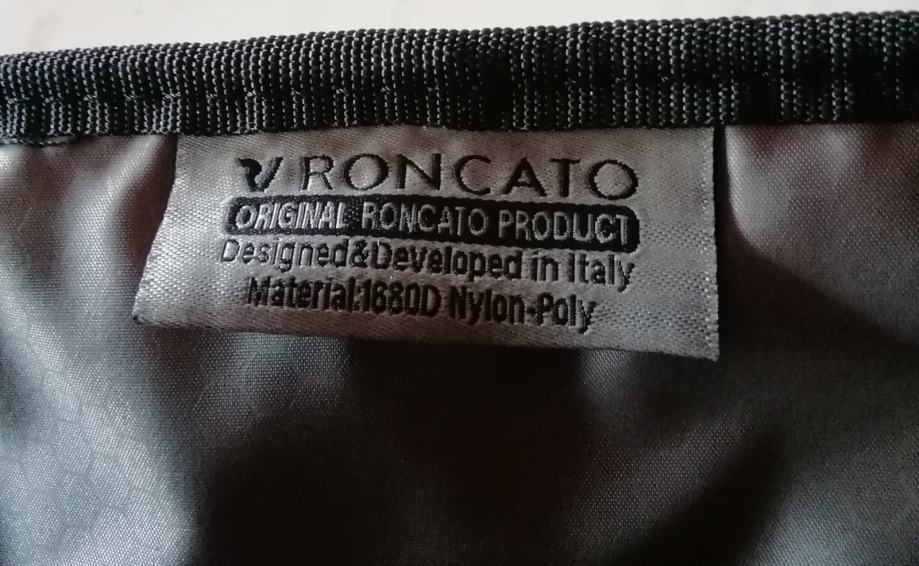 RONCATO
ORIGINAL RONCATO PRODUCT
Designed&Developed in Italy
Material:1680D Nylon-Poly